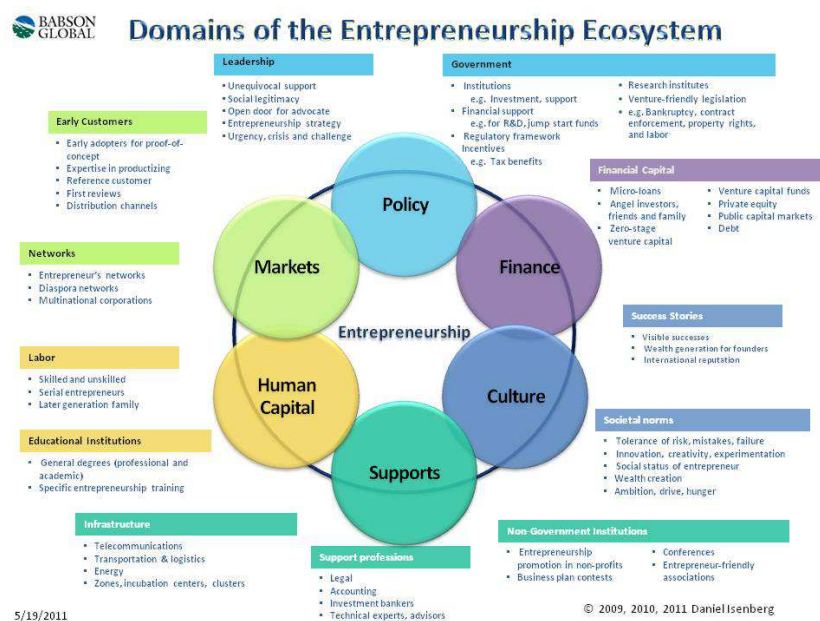 BABSON
GLOBAL
Domains of the Entrepreneurship Ecosystem
Leadership
▪ Unequivocal support
▪ Social legitimacy
▪ Open door for advocate
▪ Entrepreneurship strategy
▪ Urgency, crisis and challenge
Government
▪ Institutions
e.g. Investment, support
▪ Financial support
e.g. for R&D, jump start funds
▪ Regulatory framework
Incentives
e.g. Tax benefits
▪ Research institutes
▪ Venture-friendly legislation
▪ e.g. Bankruptcy, contract
enforcement, property rights,
and labor
Early Customers
▪ Early adopters for proof-of-
concept
▪ Expertise in productizing
▪ Reference customer
▪ First reviews
▪ Distribution channels
Financial Capital
▪ Micro-loans
▪ Angel investors,
friends and family
▪ Zero-stage
venture capital
▪ Venture capital funds
▪ Private equity
▪ Public capital markets
▪ Debt
Networks
▪ Entrepreneur's networks
▪ Diaspora networks
▪ Multinational corporations
Policy
Markets
Finance
Entrepreneurship
Human
Capital
Culture
Supports
Success Stories
▪ Visible successes
▪ Wealth generation for founders
▪ International reputation
Labor
▪ Skilled and unskilled
▪ Serial entrepreneurs
▪ Later generation family
Societal norms
▪ Tolerance of risk, mistakes, failure
▪ Innovation, creativity, experimentation
▪ Social status of entrepreneur
▪ Wealth creation
▪ Ambition, drive, hunger
Educational Institutions
▪ General degrees (professional and
academic)
▪ Specific entrepreneurship training
Infrastructure
▪ Telecommunications
▪ Transportation & logistics
▪ Energy
▪ Zones, incubation centers, clusters
Support professions
▪ Legal
▪ Accounting
▪ Investment bankers
▪ Technical experts, advisors
Non-Government Institutions
▪ Entrepreneurship
promotion in non-profits
▪ Business plan contests
▪ Conferences
▪ Entrepreneur-friendly
associations
5/19/2011
© 2009, 2010, 2011 Daniel Isenberg